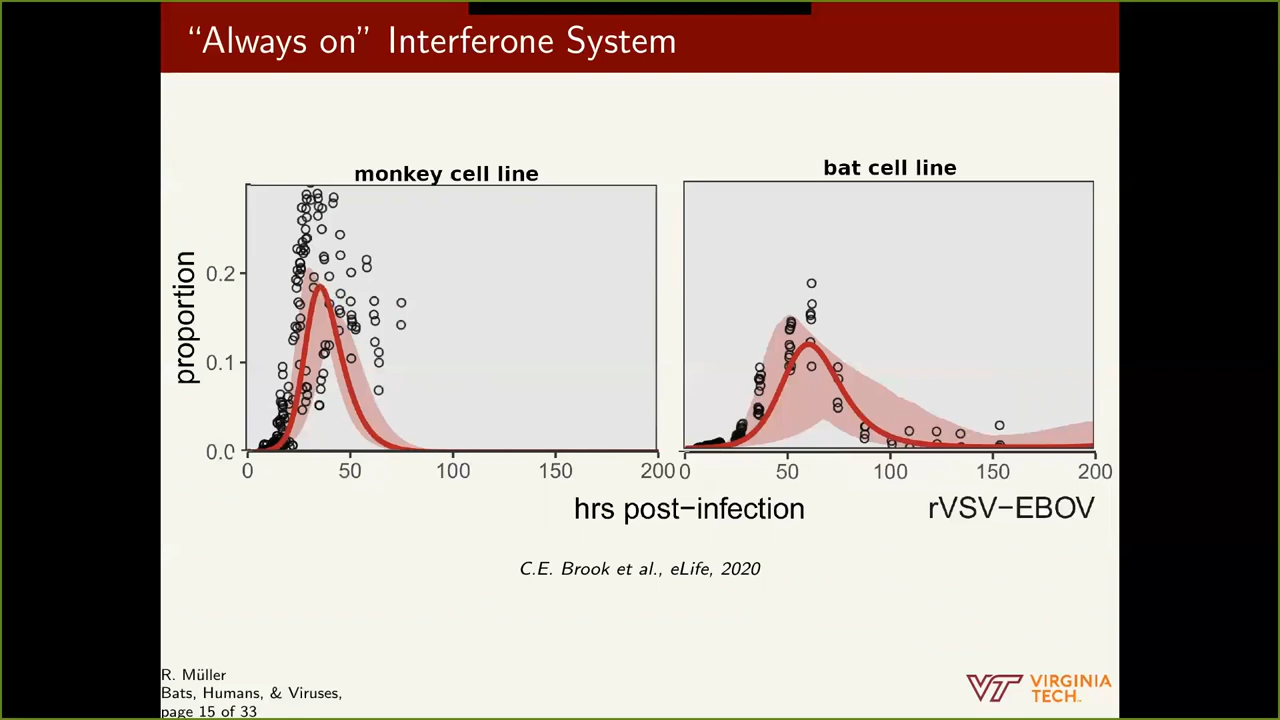 “Always on” Interferone System
monkey cell line
bat cell line
proportion
0.2
0.1
0.0
0 50 100 150 200
0 50 100 150 200
hrs post−infection
rVSV−EBOV
C.E. Brook et al., eLife, 2020
R. Müller
Bats, Humans, & Viruses,
page 15 of 33
VT VIRGINIA
TECH